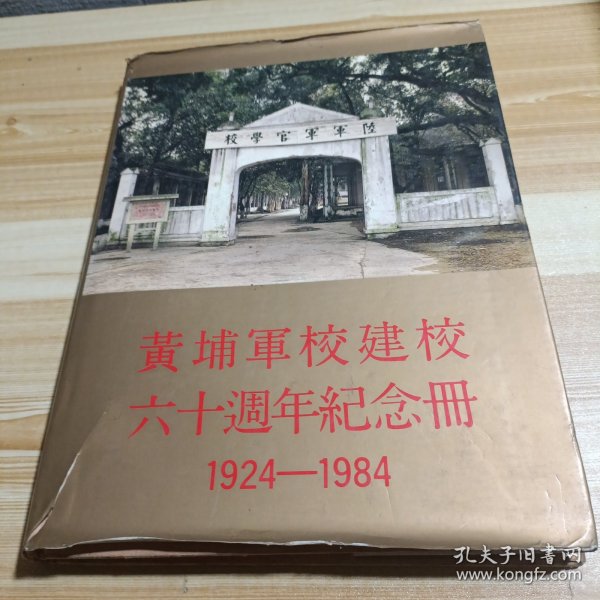 陸軍軍官學校
黃埔軍校建校
六十週年紀念冊
1924—1984
孔夫子旧书网
www.kongfz.com